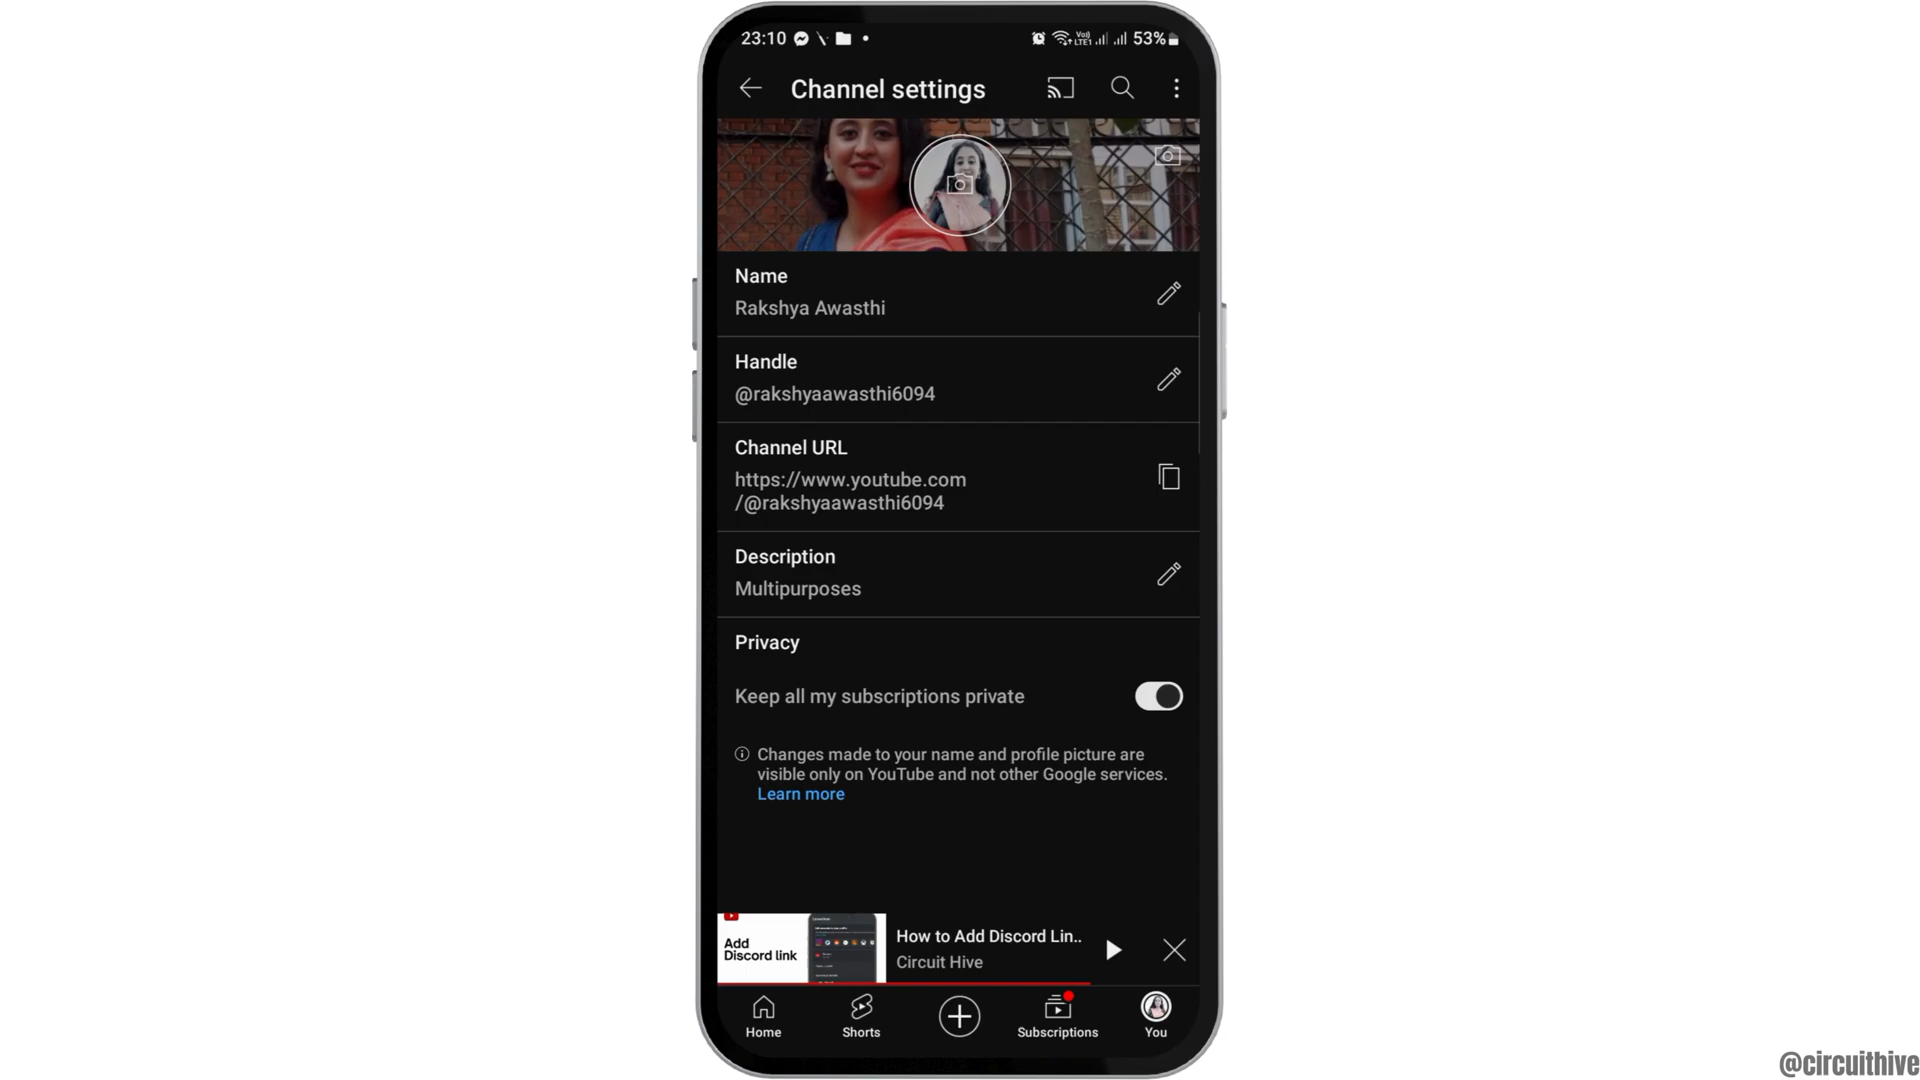 23:10
Vo)
LTE1
53%
Channel settings
Name
Rakshya Awasthi
Handle
@rakshyaawasthi6094
Channel URL
https://www.youtube.com
/@rakshyaawasthi6094
Description
Multipurposes
Privacy
Keep all my subscriptions private
Changes made to your name and profile picture are
visible only on YouTube and not other Google services.
Learn more
Add
Discord link
How to Add Discord Lin..
Circuit Hive
Home
Shorts
Subscriptions
You
@circuithive